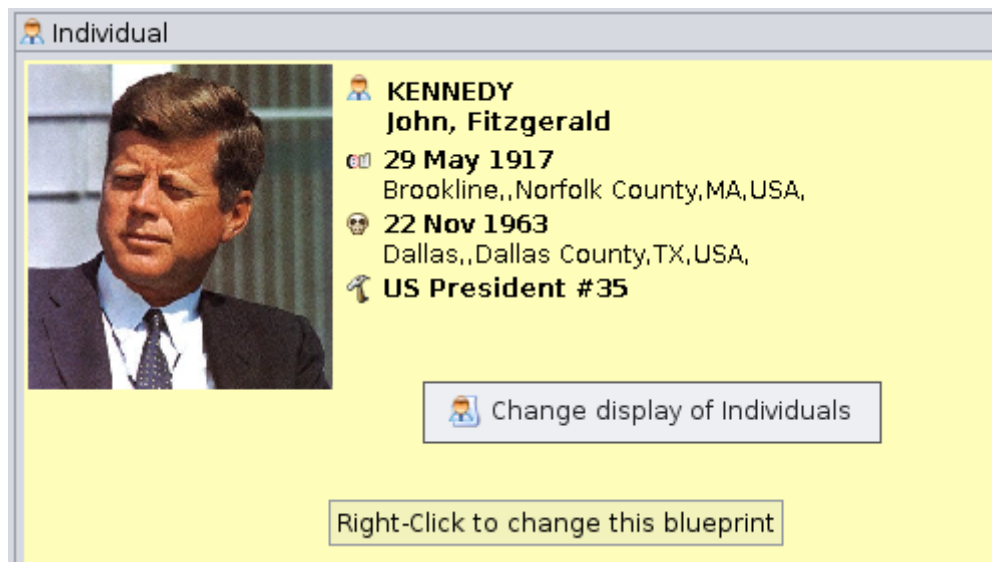 Individual
KENNEDY
John, Fitzgerald
29 May 1917
Brookline,,Norfolk County,MA,USA,
22 Nov 1963
Dallas,,Dallas County,TX,USA,
US President #35
Change display of Individuals
Right-Click to change this blueprint